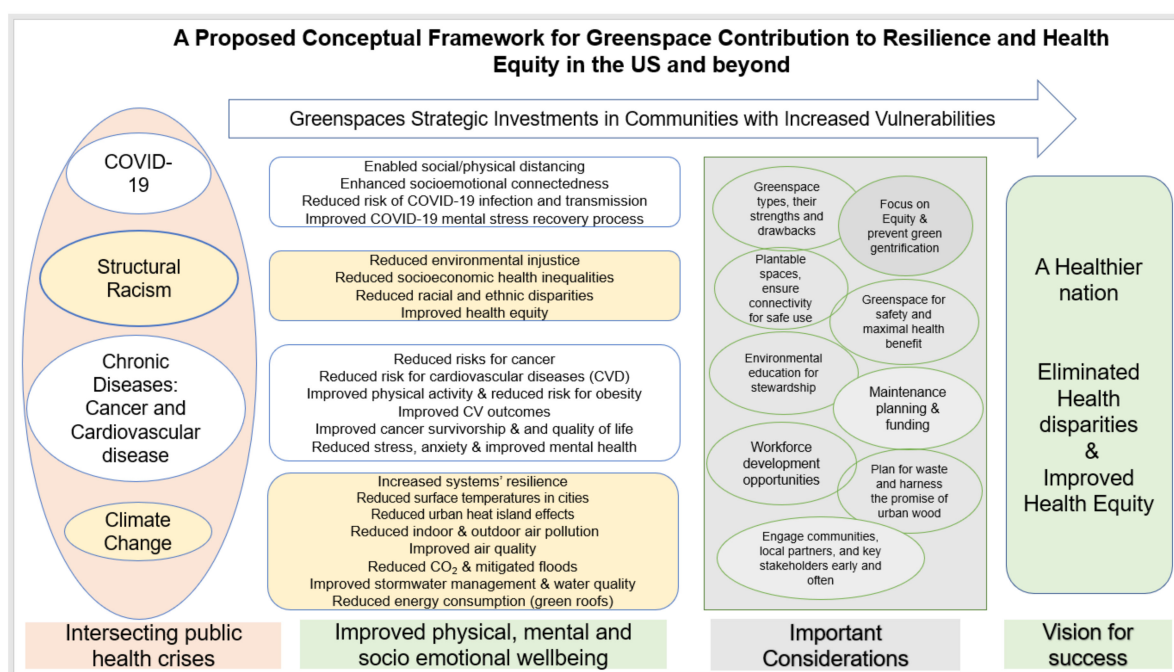 A Proposed Conceptual Framework for Greenspace Contribution to Resilience and Health
Equity in the US and beyond
Greenspaces Strategic Investments in Communities with Increased Vulnerabilities
COVID-
19
Structural
Racism
Chronic
Diseases:
Cancer and
Cardiovascular
disease
Climate
Change
Intersecting public
health crises
Enabled social/physical distancing
Enhanced socioemotional connectedness
Reduced risk of COVID-19 infection and transmission
Improved COVID-19 mental stress recovery process
Reduced environmental injustice
Reduced socioeconomic health inequalities
Reduced racial and ethnic disparities
Improved health equity
Reduced risks for cancer
Reduced risk for cardiovascular diseases (CVD)
Improved physical activity & reduced risk for obesity
Improved CV outcomes
Improved cancer survivorship & and quality of life
Reduced stress, anxiety & improved mental health
Increased systems' resilience
Reduced surface temperatures in cities
Reduced urban heat island effects
Reduced indoor & outdoor air pollution
Improved air quality
Reduced CO₂ & mitigated floods
Improved stormwater management & water quality
Reduced energy consumption (green roofs)
Improved physical, mental and
socio emotional wellbeing
Greenspace
types, their
strengths and
drawbacks
Focus on
Equity &
prevent green
gentrification
Plantable
spaces,
ensure
connectivity
for safe use
Greenspace for
safety and
maximal health
benefit
Environmental
education for
stewardship
Maintenance
planning &
funding
Workforce
development
opportunities
Plan for waste
and harness
the promise of
urban wood
Engage communities,
local partners, and key
stakeholders early and
often
Important
Considerations
A Healthier
nation
Eliminated
Health
disparities
&
Improved
Health Equity
Vision for
success